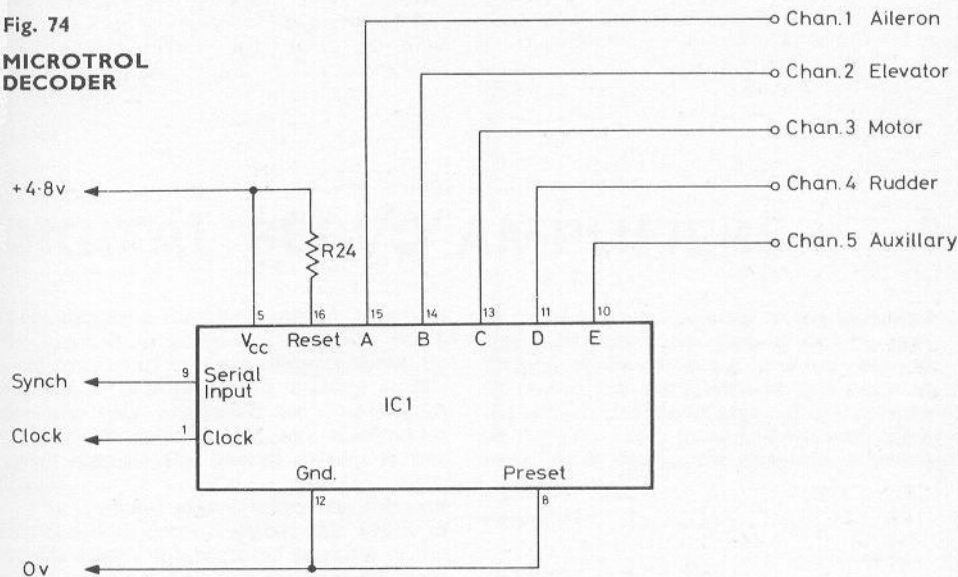 Fig. 74
MICROTROL
DECODER
Chan.1 Aileron
Chan.2 Elevator
Chan.3 Motor
Chan.4 Rudder
Chan.5 Auxillary
+4·8v
R24
5 16 15 14 13 11 10
Vcc Reset A B C D E
Synch 9 Serial
Input
IC1
Clock 1 Clock
Gnd. Preset
12 8
0v